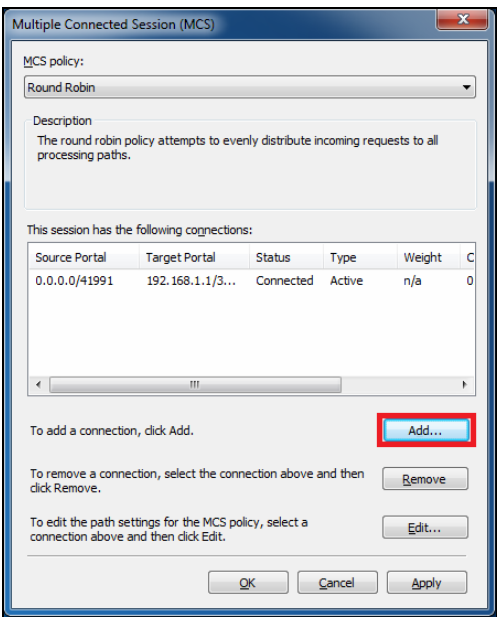 Multiple Connected Session (MCS)
MCS policy:
Round Robin
Description
The round robin policy attempts to evenly distribute incoming requests to all
processing paths.
This session has the following connections:
Source Portal Target Portal Status Type Weight C
0.0.0.0/41991 192.168.1.1/3... Connected Active n/a 0
To add a connection, click Add.
Add...
To remove a connection, select the connection above and then
click Remove.
Remove
To edit the path settings for the MCS policy, select a
connection above and then click Edit.
Edit...
OK Cancel Apply